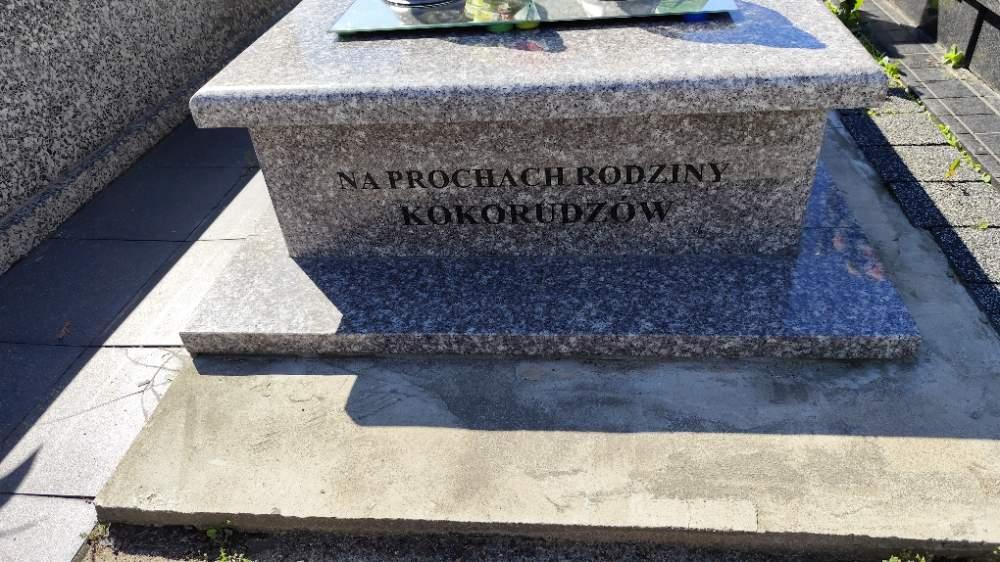 NA PROCHACH RODZINY
KOKORUDZÓW